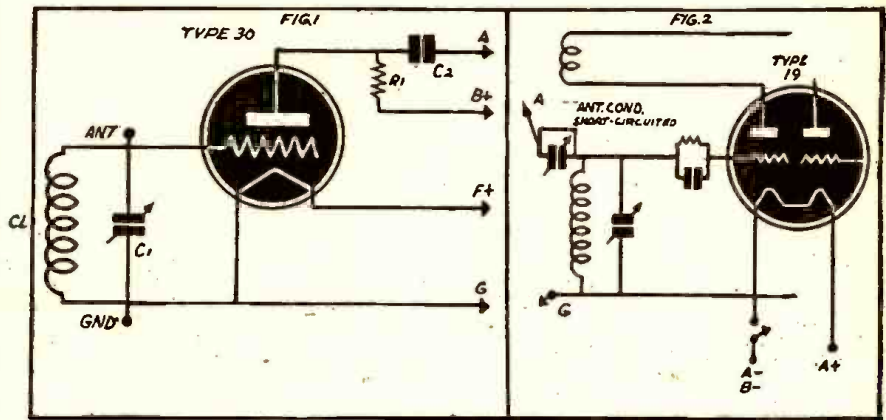 FIG.1
TYPE 30
A
C2
R1
B+
ANT
F+
CL
C1
G
GND
FIG.2
TYPE
19
A
ANT. COND.
SHORT-CIRCUITED
G
A-
B-
A+